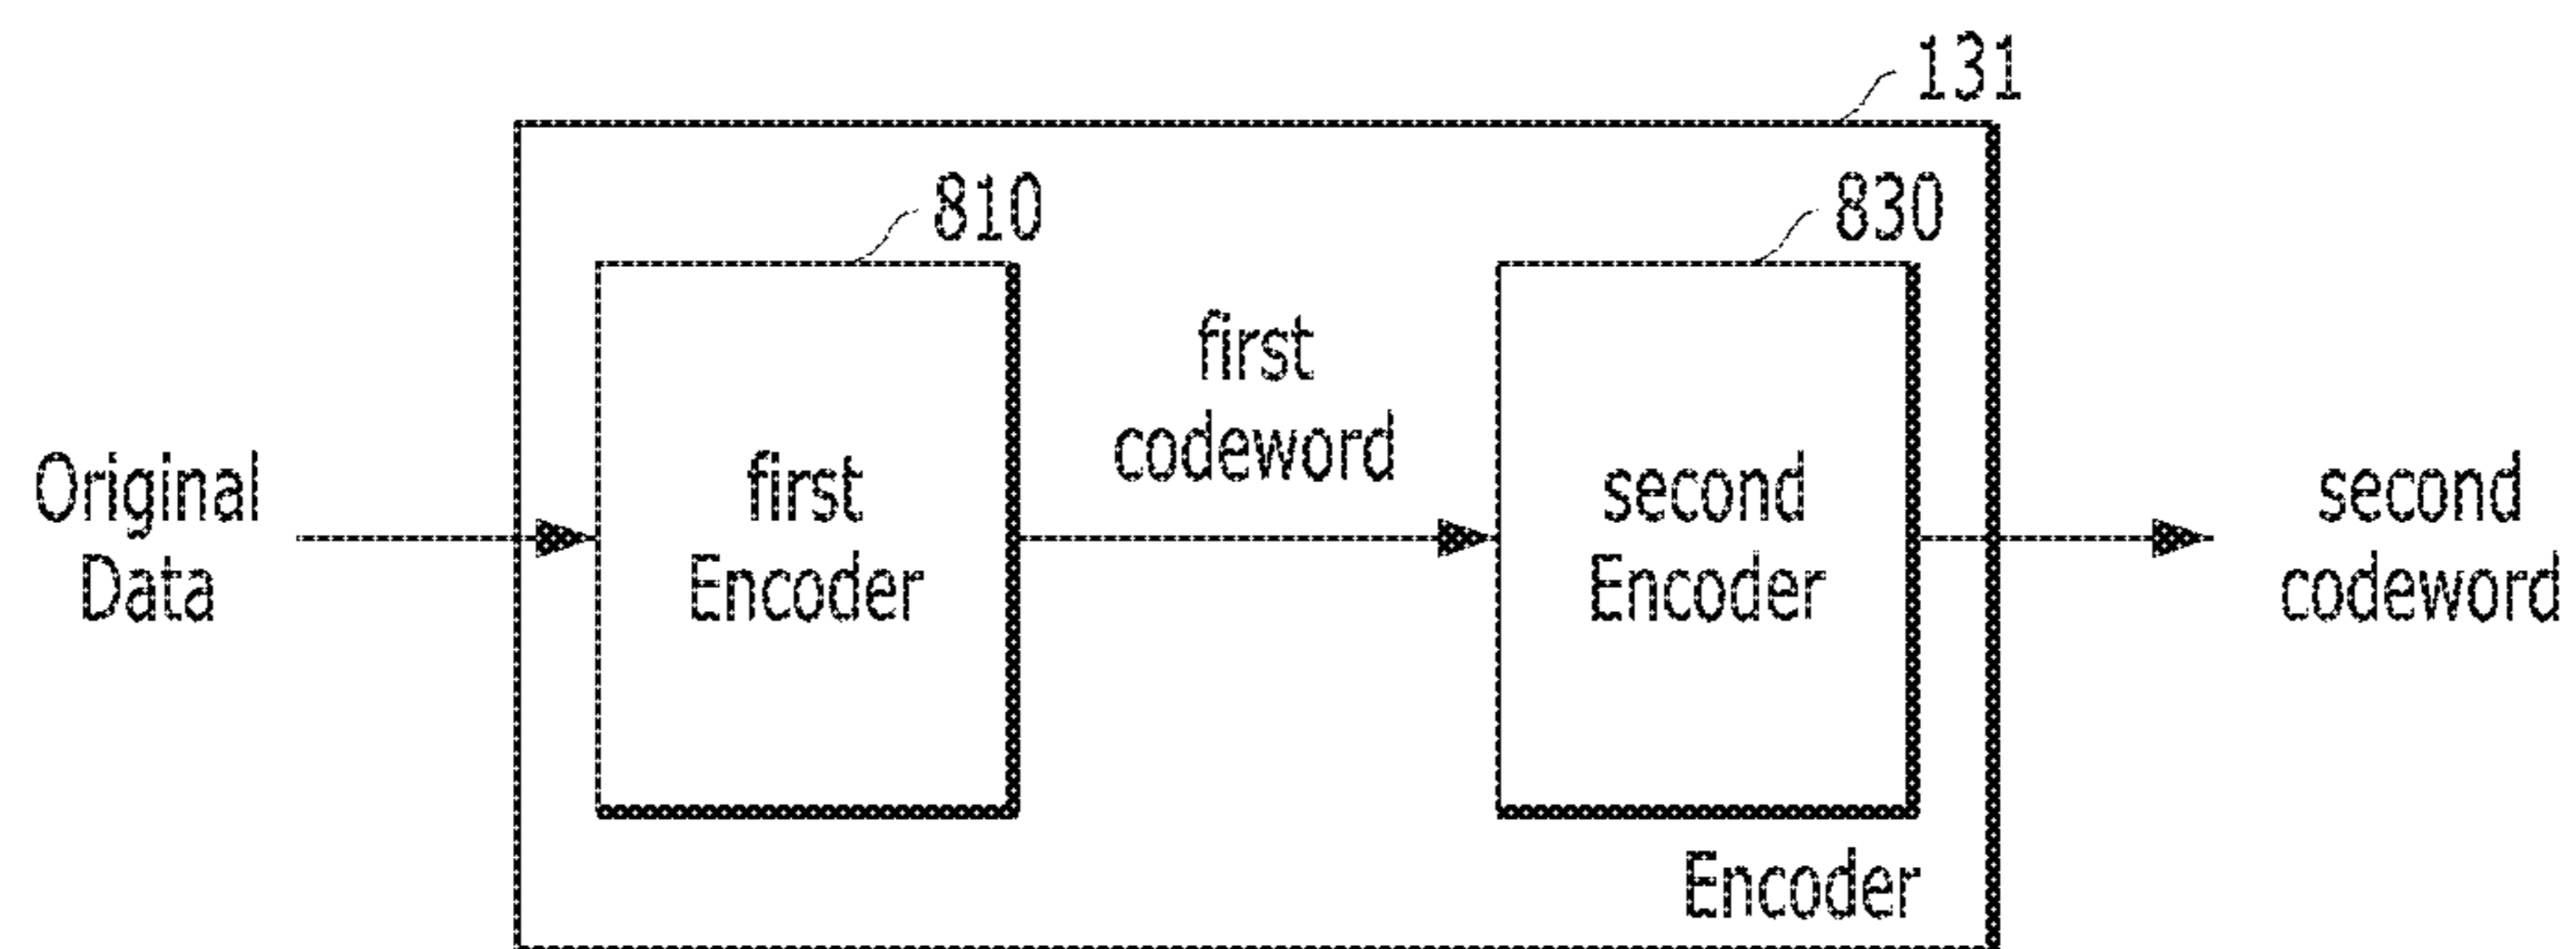 131
810
830
Original
Data
first
Encoder
first
codeword
second
Encoder
second
codeword
Encoder